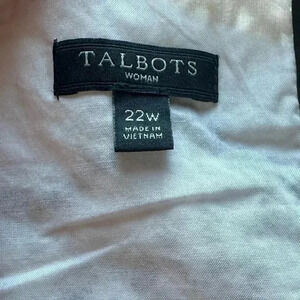 TALBOTS
WOMAN
22W
MADE IN
VIETNAM